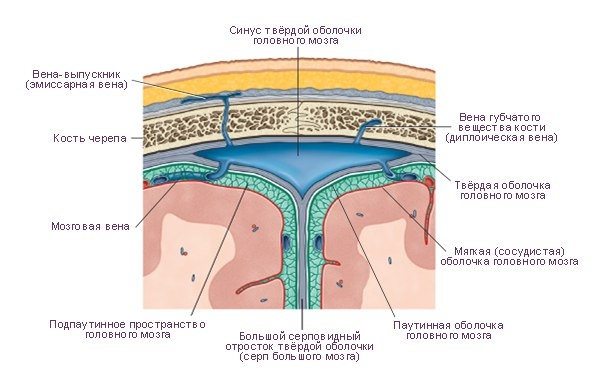 Синус твёрдой оболочки
головного мозга
Вена-выпускник
(эмиссарная вена)
Вена губчатого
вещества кости
(диплоическая вена)
Кость черепа
Твёрдая оболочка
головного мозга
Мозговая вена
Мягкая (сосудистая)
оболочка головного мозга
Подпаутинное пространство
головного мозга
Большой серповидный
отросток твёрдой оболочки
(серп большого мозга)
Паутинная оболочка
головного мозга